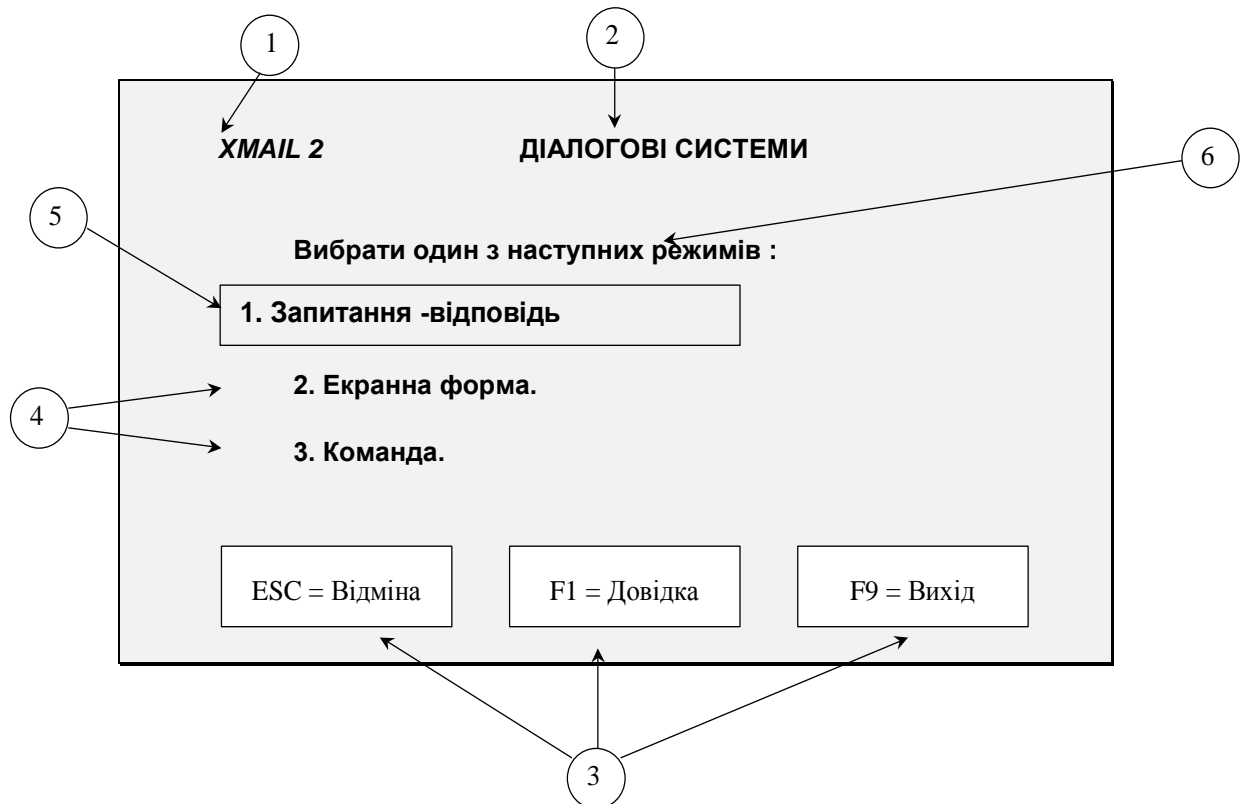 1
2
XMAIL 2 ДІАЛОГОВІ СИСТЕМИ
6
5
Вибрати один з наступних режимів :
1. Запитання -відповідь
2. Екранна форма.
4
3. Команда.
ESC = Відміна F1 = Довідка F9 = Вихід
3